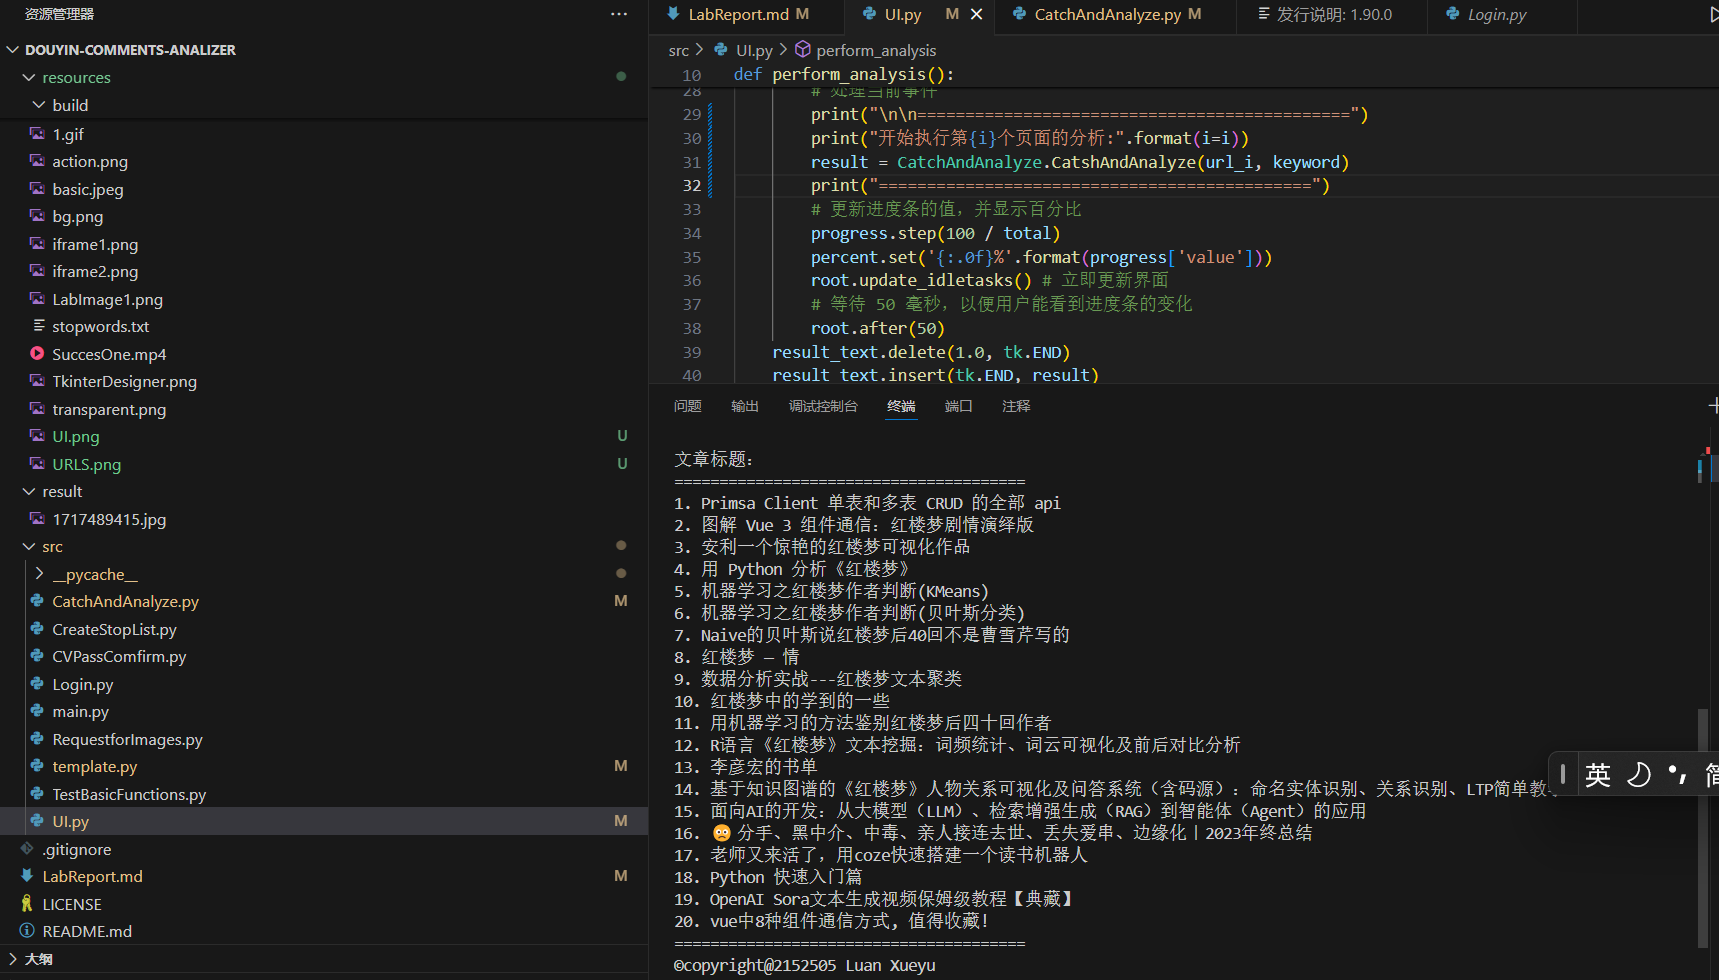 资源管理器
DOUYIN-COMMENTS-ANALIZER
resources
build
1.gif
action.png
basic.jpeg
bg.png
iframe1.png
iframe2.png
LabImage1.png
stopwords.txt
SuccesOne.mp4
TkinterDesigner.png
transparent.png
UI.png U
URLS.png U
result
1717489415.jpg
src
__pycache__
CatchAndAnalyze.py M
CreateStopList.py
CVPassComfirm.py
Login.py
main.py
RequestforImages.py
template.py M
TestBasicFunctions.py
UI.py M
.gitignore
LabReport.md M
LICENSE
README.md
大纲
LabReport.md M UI.py M CatchAndAnalyze.py M 发行说明: 1.90.0 Login.py
src > UI.py > perform_analysis
10 def perform_analysis():
28 # 处理当前事件
29 print("\n\n=============================================")
30 print("开始执行第{i}个页面的分析:".format(i=i))
31 result = CatchAndAnalyze.CatshAndAnalyze(url_i, keyword)
32 print("=============================================")
33 # 更新进度条的值，并显示百分比
34 progress.step(100 / total)
35 percent.set('{:.0f}%'.format(progress['value']))
36 root.update_idletasks() # 立即更新界面
37 # 等待 50 毫秒，以便用户能看到进度条的变化
38 root.after(50)
39 result_text.delete(1.0, tk.END)
40 result_text.insert(tk.END, result)
问题 输出 调试控制台 终端 端口 注释
文章标题：
=======================================
1. Primsa Client 单表和多表 CRUD 的全部 api
2. 图解 Vue 3 组件通信：红楼梦剧情演绎版
3. 安利一个惊艳的红楼梦可视化作品
4. 用 Python 分析《红楼梦》
5. 机器学习之红楼梦作者判断(KMeans)
6. 机器学习之红楼梦作者判断(贝叶斯分类)
7. Naive的贝叶斯说红楼梦后40回不是曹雪芹写的
8. 红楼梦 — 情
9. 数据分析实战---红楼梦文本聚类
10. 红楼梦中的学到的一些
11. 用机器学习的方法鉴别红楼梦后四十回作者
12. R语言《红楼梦》文本挖掘：词频统计、词云可视化及前后对比分析
13. 李彦宏的书单
14. 基于知识图谱的《红楼梦》人物关系可视化及问答系统（含码源）：命名实体识别、关系识别、LTP简单教
15. 面向AI的开发：从大模型（LLM）、检索增强生成（RAG）到智能体（Agent）的应用
16. 😳 分手、黑中介、中毒、亲人接连去世、丢失爱串、边缘化丨2023年终总结
17. 老师又来活了，用coze快速搭建一个读书机器人
18. Python 快速入门篇
19. OpenAI Sora文本生成视频保姆级教程【典藏】
20. vue中8种组件通信方式, 值得收藏!
=======================================
©copyright@2152505 Luan Xueyu
英 简